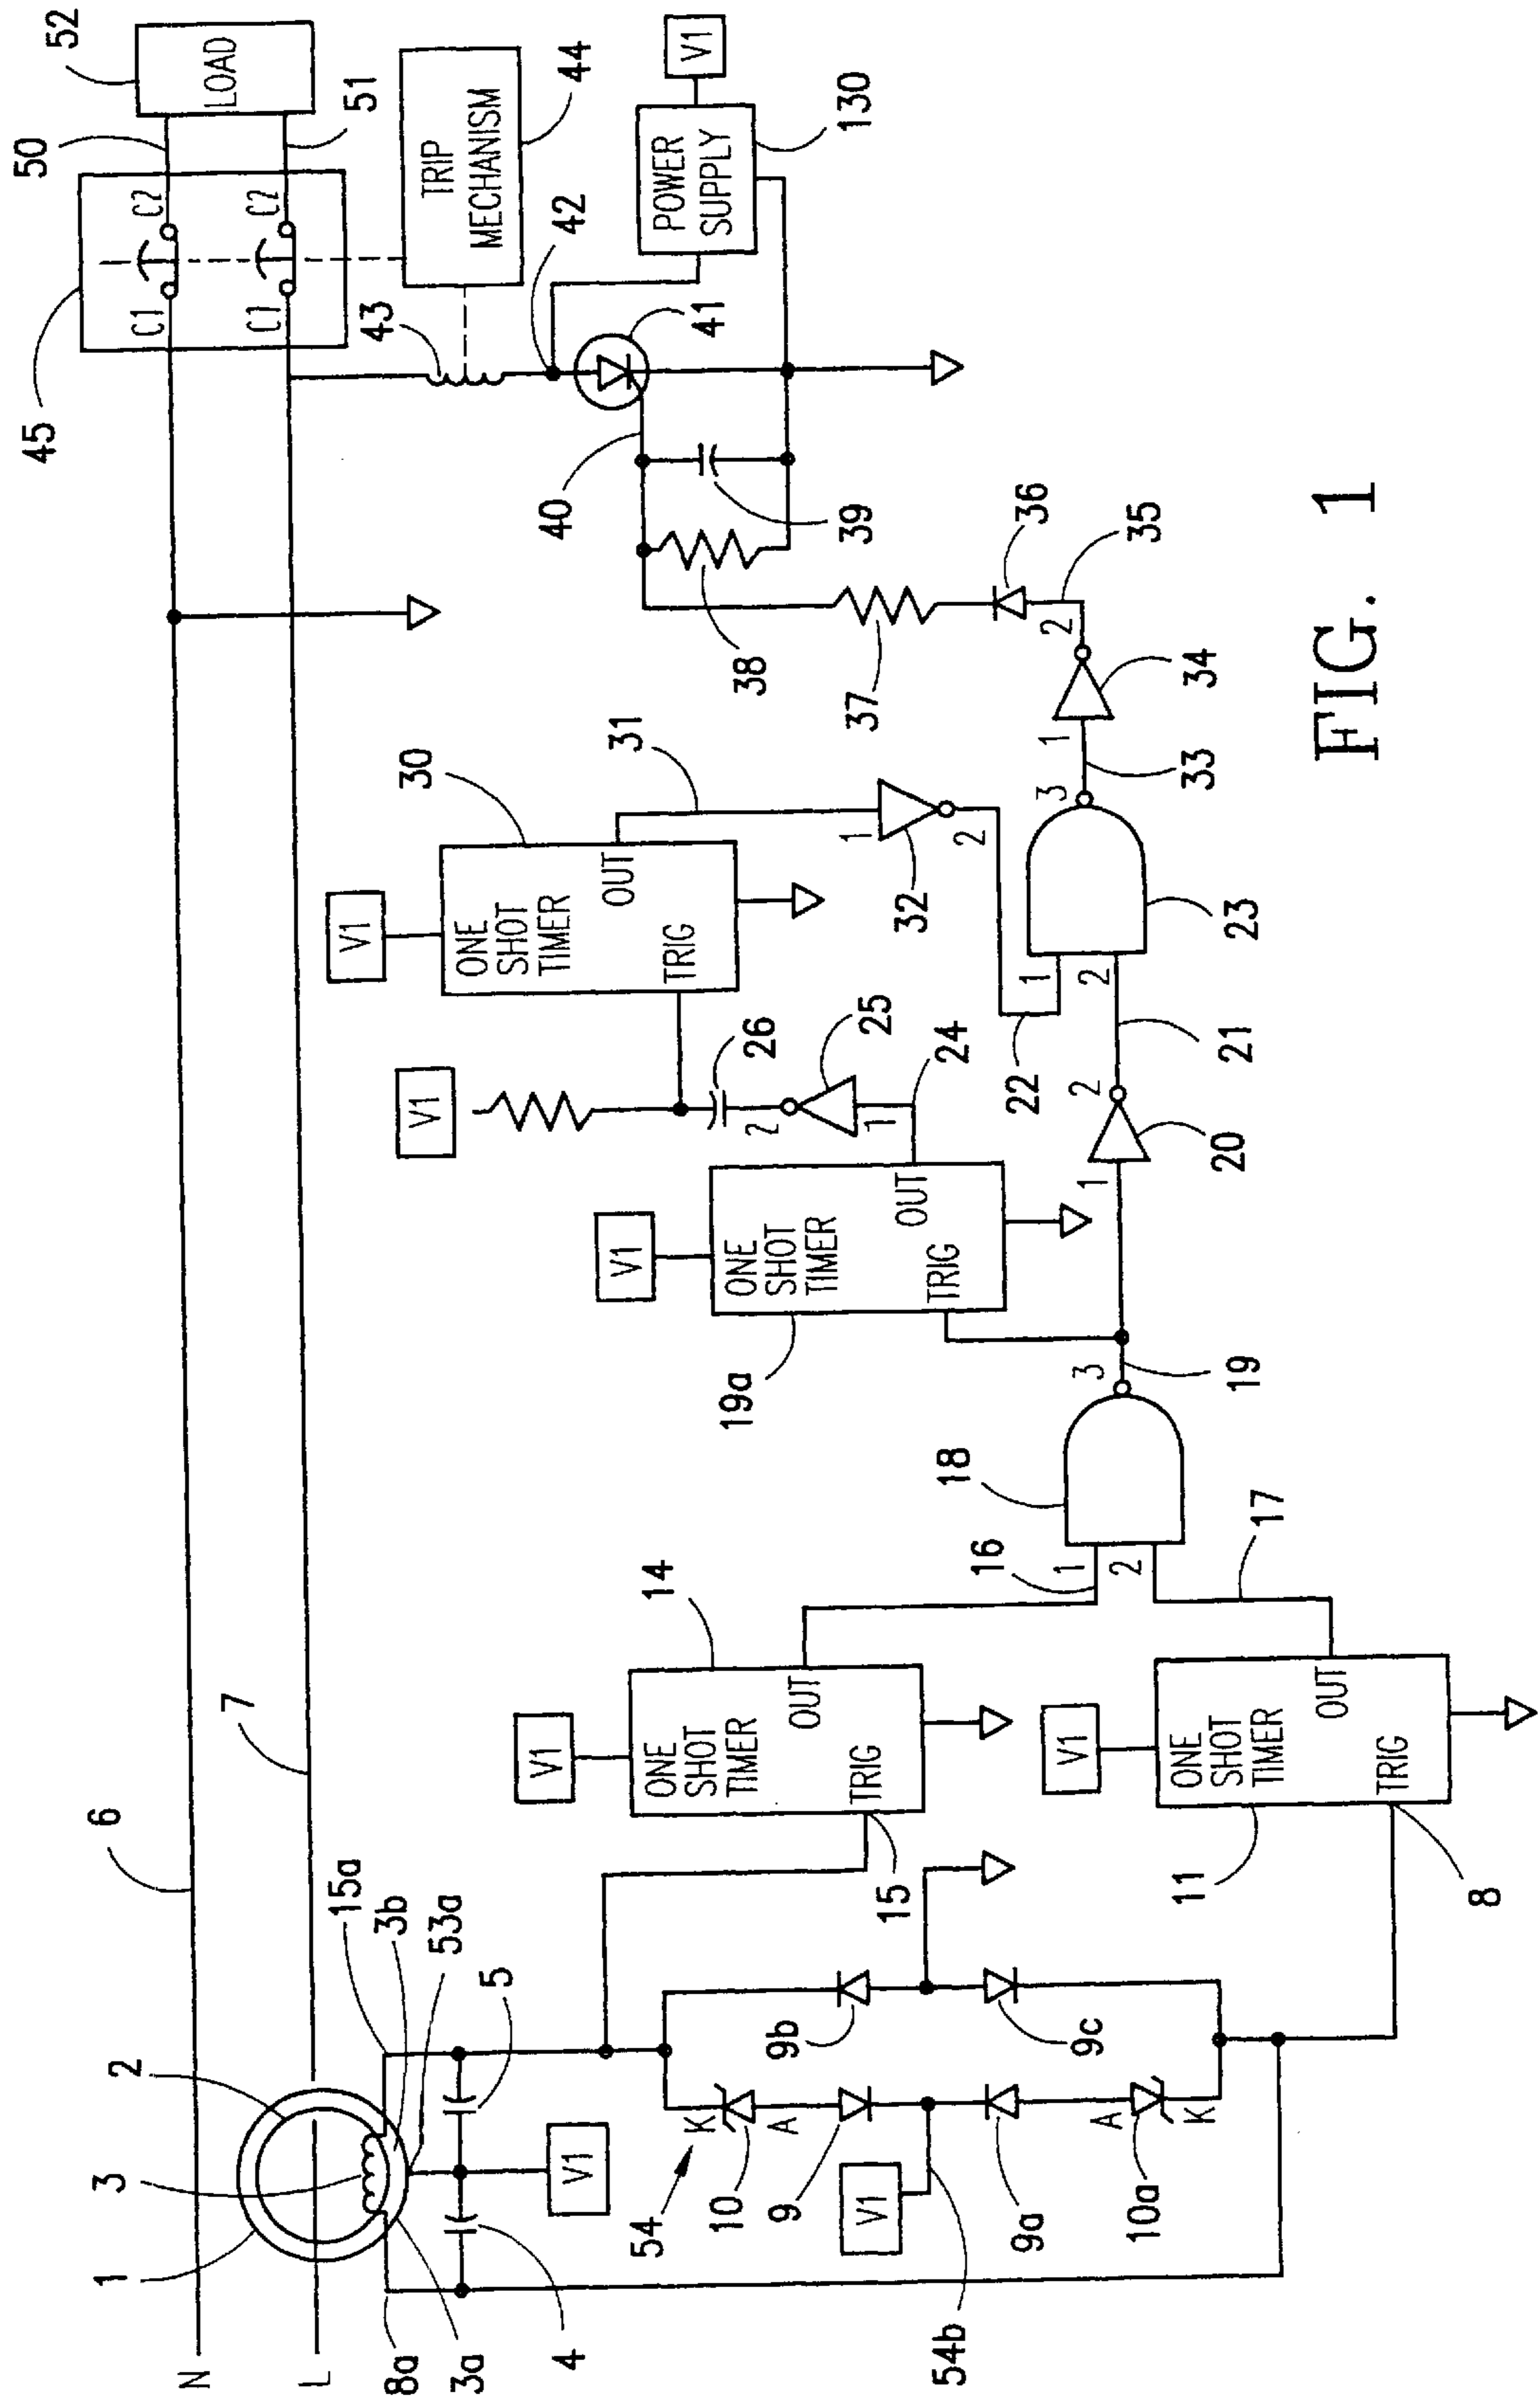 52
50
LOAD
51
C2
C2
45
C1
C1
43
TRIP
MECHANISM
44
42
V1
POWER
SUPPLY
130
41
40
39
38
37
36
35
2
34
1
33
3
31
30
V1
ONE
SHOT
TIMER
OUT
TRIG
1
32
2
23
1
2
22
21
V1
26
25
2
1
24
2
20
1
V1
ONE
SHOT
TIMER
OUT
TRIG
19a
3
19
18
16
1
2
17
14
V1
ONE
SHOT
TIMER
OUT
TRIG
15
V1
ONE
SHOT
TIMER
OUT
TRIG
11
8
7
6
15a
3b
53a
5
2
3
1
N
L
8a
3a
4
V1
54
K
10
A
9
9b
9c
V1
9a
A
K
10a
54b
FIG. 1